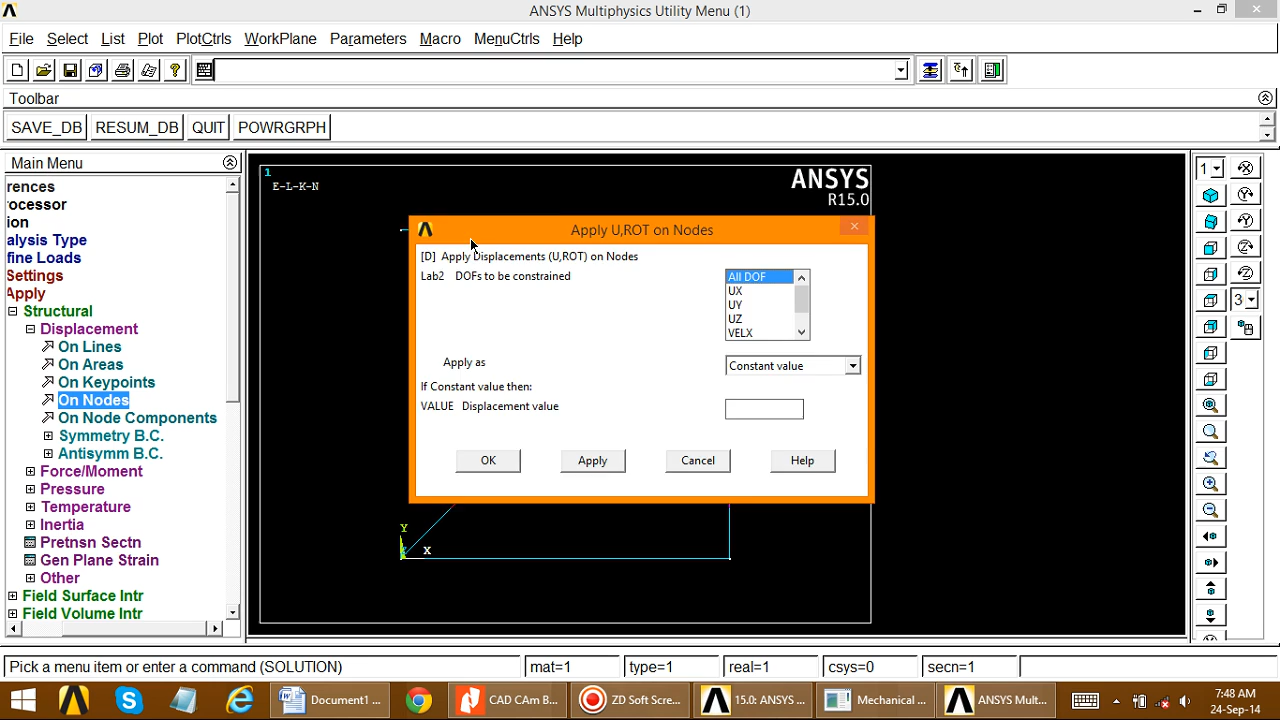 ANSYS Multiphysics Utility Menu (1)
File Select List Plot PlotCtrls WorkPlane Parameters Macro MenuCtrls Help
Toolbar
SAVE_DB RESUM_DB QUIT POWRGRPH
Main Menu
rences
ocessor
ion
alysis Type
fine Loads
Settings
Apply
Structural
Displacement
On Lines
On Areas
On Keypoints
On Nodes
On Node Components
Symmetry B.C.
Antisymm B.C.
Force/Moment
Pressure
Temperature
Inertia
Pretnsn Sectn
Gen Plane Strain
Other
Field Surface Intr
Field Volume Intr
1
E-L-K-N
ANSYS
R15.0
Apply U,ROT on Nodes
[D] Apply Displacements (U,ROT) on Nodes
Lab2 DOFs to be constrained
All DOF
UX
UY
UZ
VELX
Apply as
Constant value
If Constant value then:
VALUE Displacement value
OK Apply Cancel Help
Y
X
1
3
Pick a menu item or enter a command (SOLUTION) mat=1 type=1 real=1 csys=0 secn=1
Document1 ... CAD CAm B... ZD Soft Scre... 15.0: ANSYS ... Mechanical ... ANSYS Mult...
7:48 AM
24-Sep-14